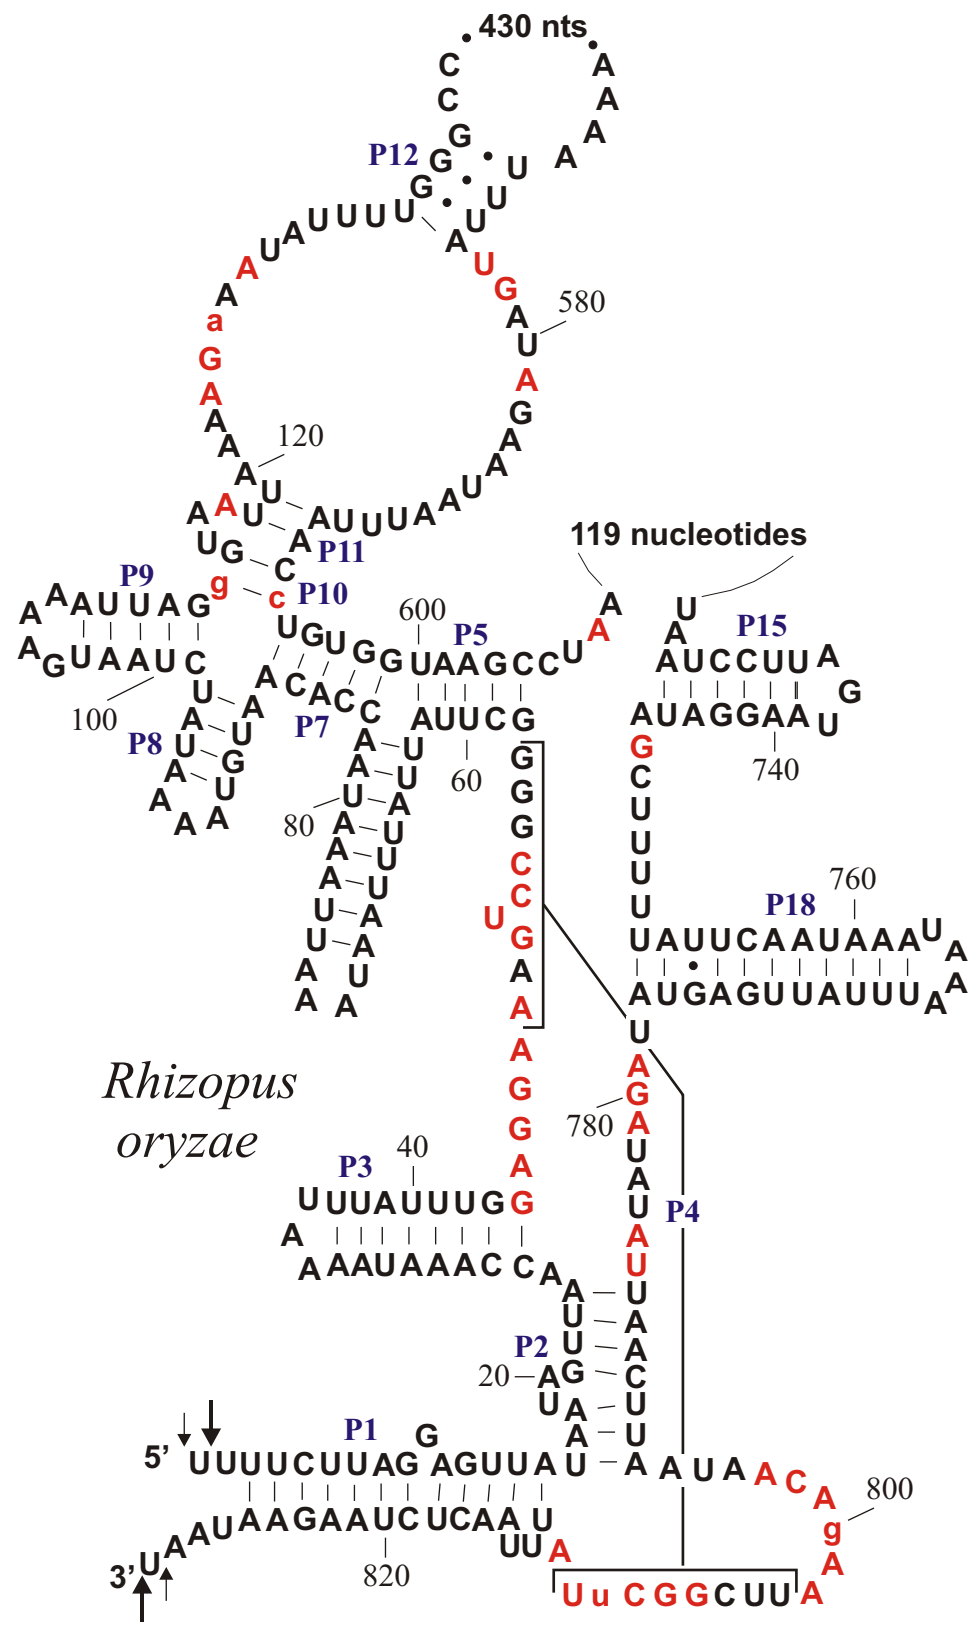 430 nts
C A
C A
G A
P12 G U A
G U
A U U U U U
U A
A U
A G
a A 580
G U
A A
A G
A A
A 120 A
A U A U U U A A U
A U A P11
U G C 119 nucleotides
P9 g c P10
A A A U U A G U G U G G 600 P5 A
A G U A A U C A C A C C U A A G C C U A
100 U A P7 A U U C G
P8 A U A U 60
U G A U G
A U U A G
A A A 80 A U G
A U C
A U C
U A U G
U A A
A U A
A A
U
A P15
A U C C U U A
A U A G G A A U G
G 740
C
U
U
U
U P18 760
U A U U C A A U A A A U A
A U G A G U U A U U U A A
U
A
G
780 A
U
A
U P4
A
U
Rhizopus
oryzae
A
G
G
P3 40 A
U U U A U U U G G
A
A A A U A A A C C A
A U
U A
P2 U A
20 A G C
U A U
A U
P1 G
5’ U U U U C U U A G A G U U A U A A U A A C A
800
g
A
U A A U A A G A A U C U C A A U
3’ 820 U U A
U u C G G C U U A